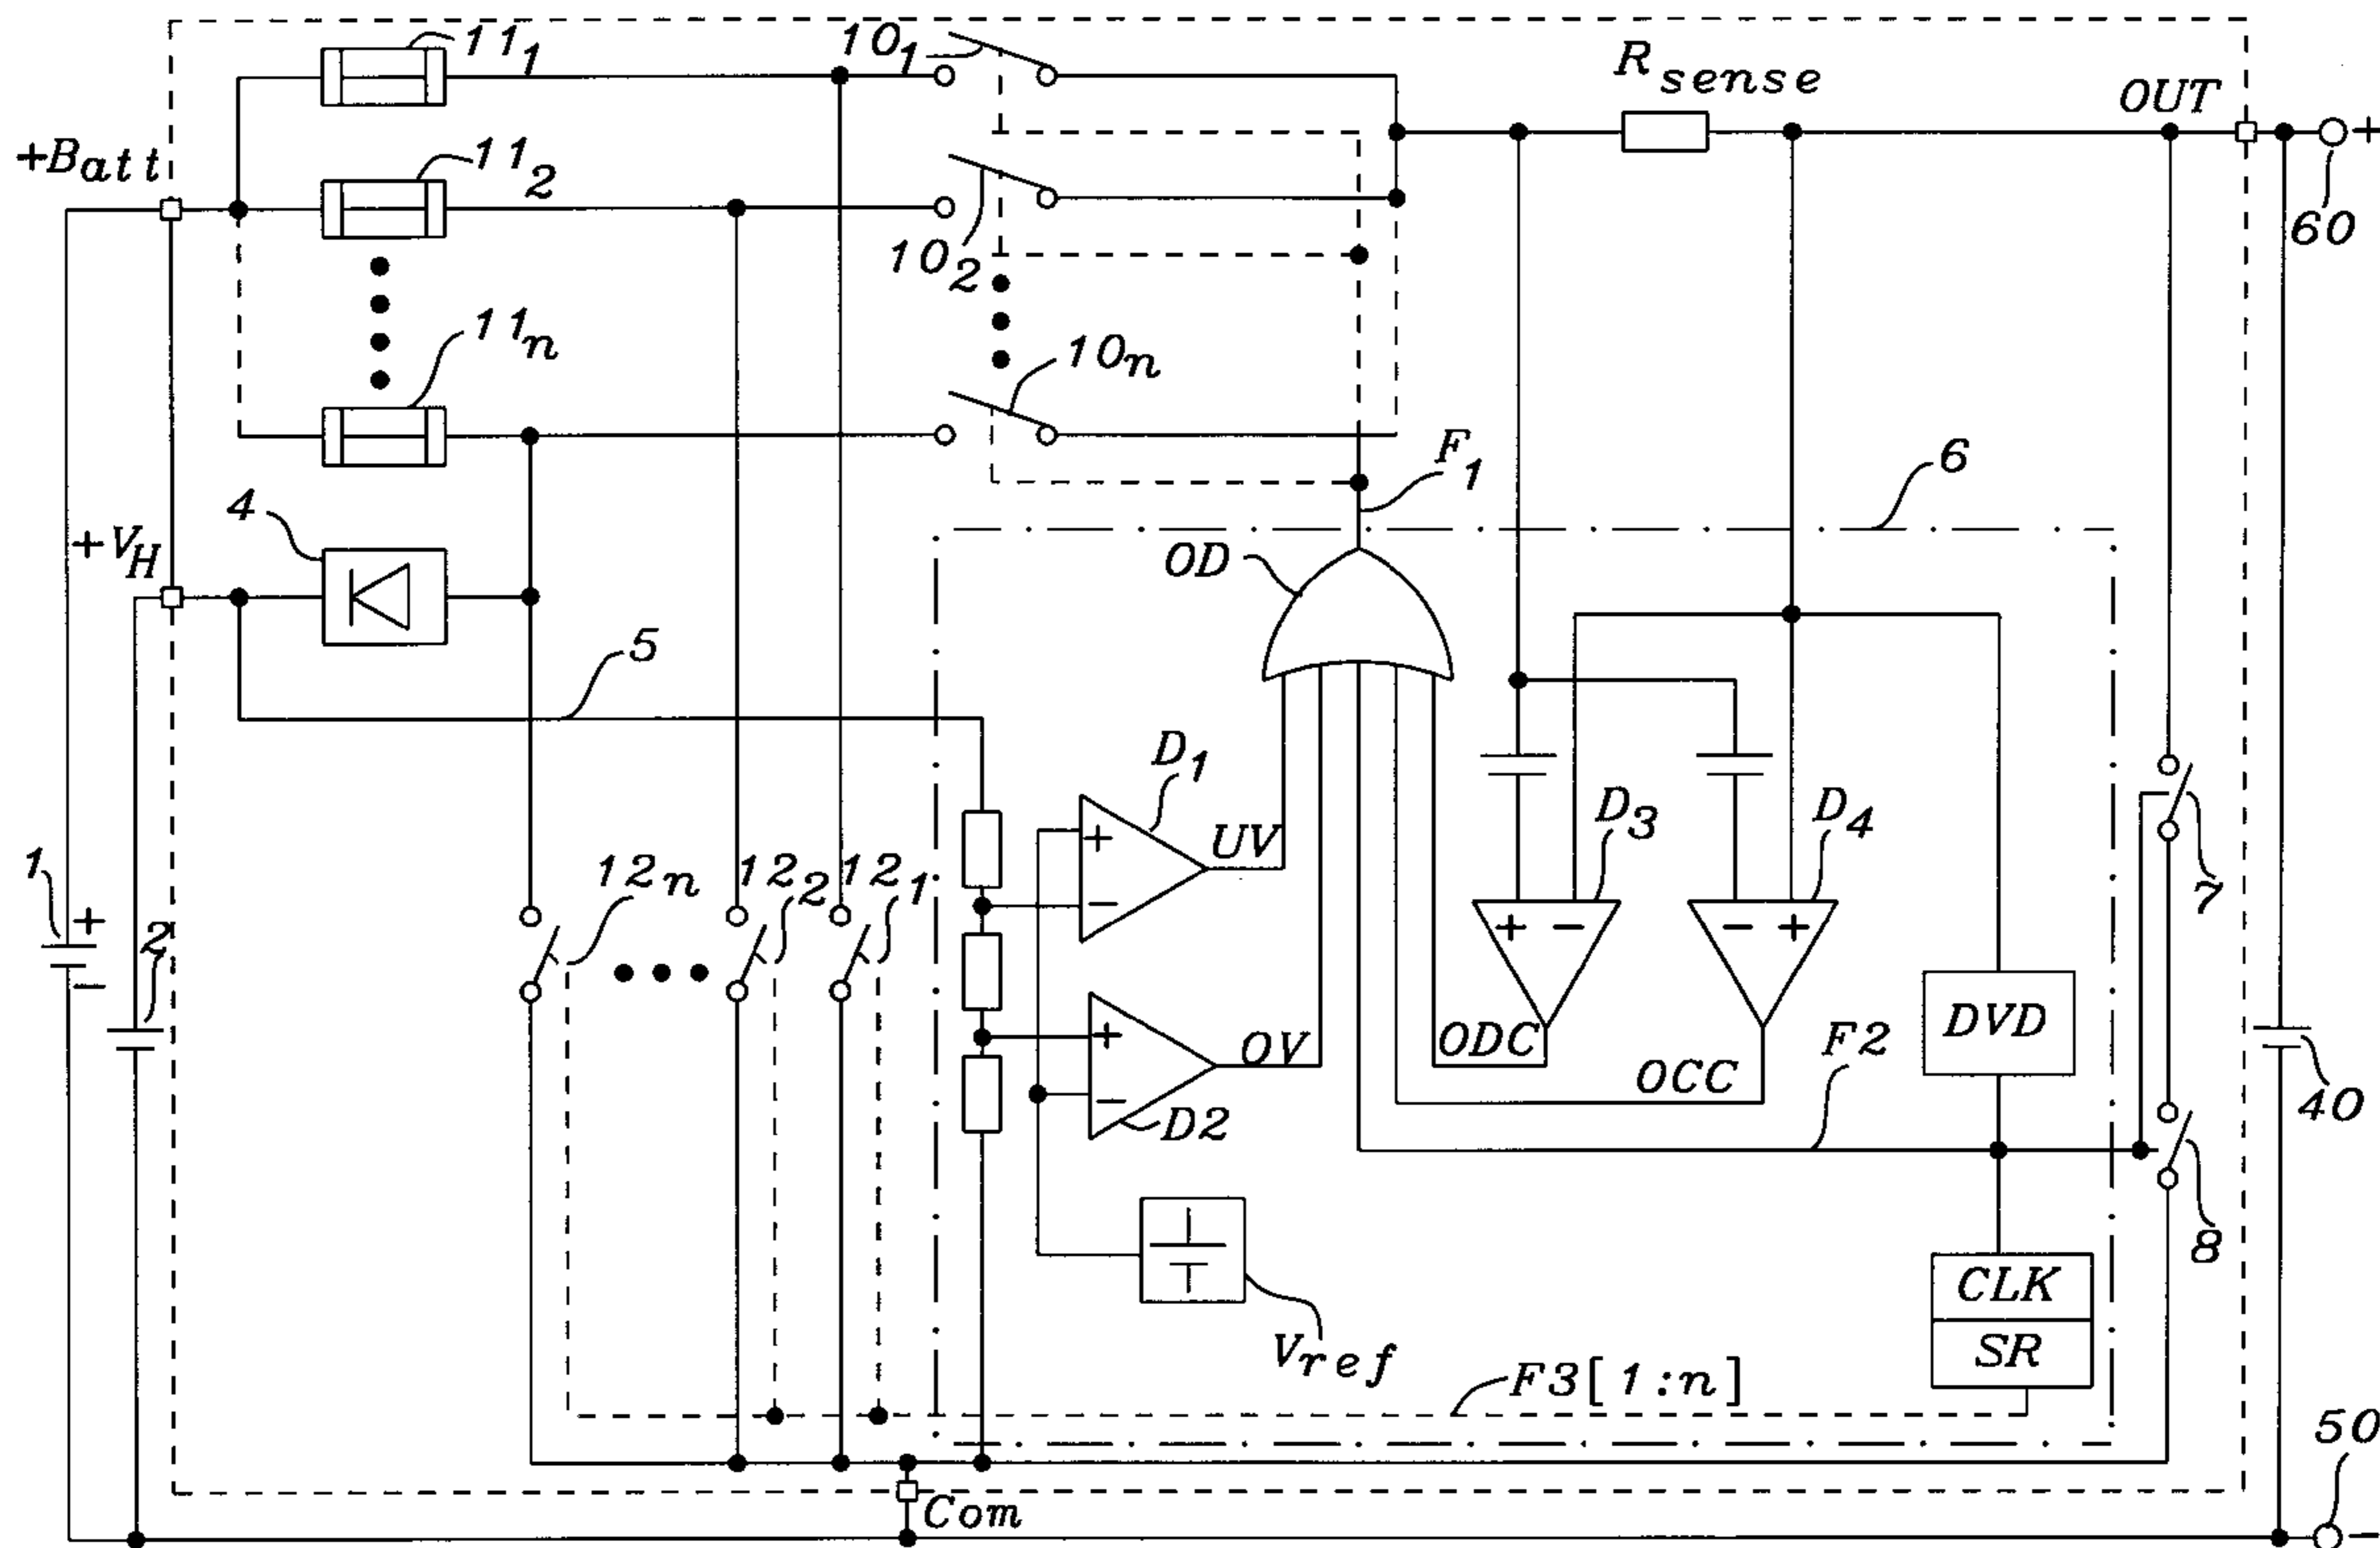 11₁
10₁
R sense
OUT
+
+Batt
11₂
10₂
60
11n
10n
F₁
6
4
+VH
OD
5
D₁
D₃
D₄
UV
+
−
7
1
+
−
2
12n
12₂
12₁
+ −
− +
DVD
ODC
F2
OV
+
−
OCC
40
D2
8
CLK
SR
Vref
F3[1:n]
50
Com
−